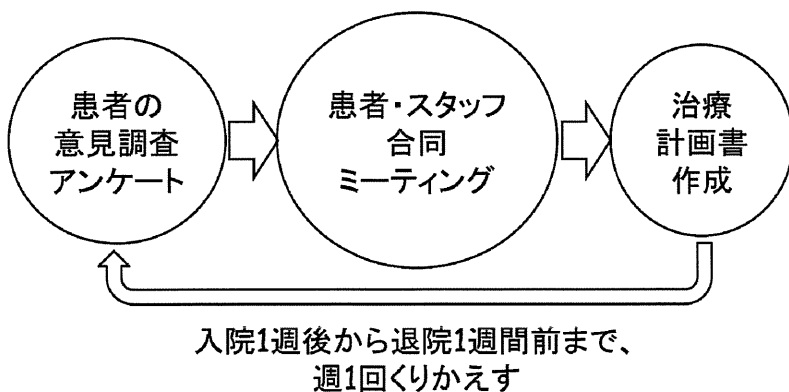 患者の
意見調査
アンケート
患者・スタッフ
合同
ミーティング
治療
計画書
作成
入院1週後から退院1週間前まで、
週1回くりかえす